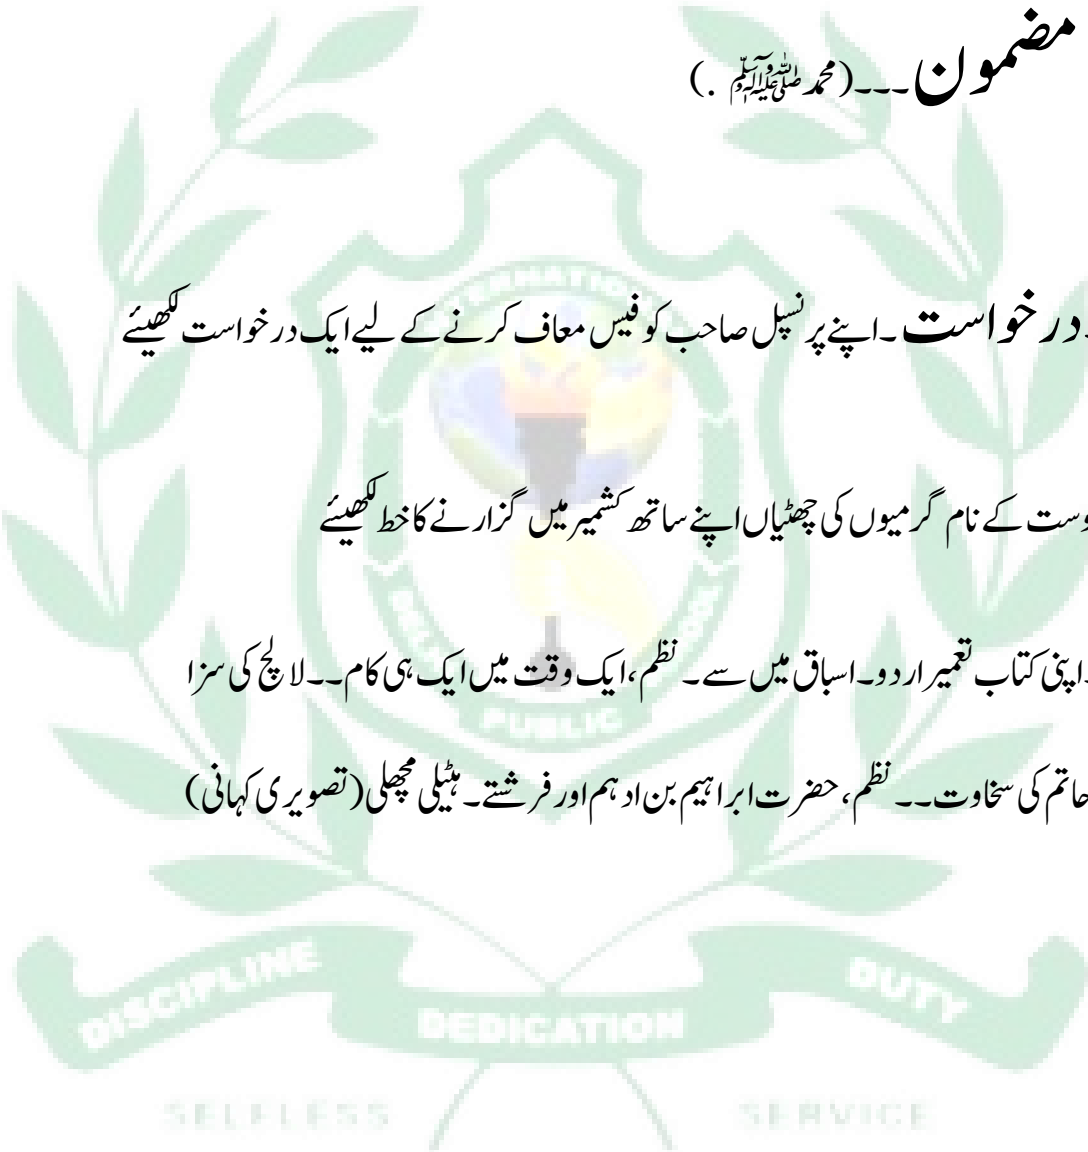 مضمون۔۔۔(محمد ﷺ .)
۔درخواست۔اپنے پرنسپل صاحب کو فیس معاف کرنے کے لیے ایک درخواست لکھیئے
وست کے نام گرمیوں کی چھٹیاں اپنے ساتھ کشمیر میں گزارنے کا خط لکھیئے
۔اپنی کتاب تعمیر اردو۔اسباق میں سے۔ نظم،ایک وقت میں ایک ہی کام۔۔لالچ کی سزا
حاتم کی سخاوت۔۔نظم، حضرت ابراہیم بن ادہم اور فرشتے۔ہٹیلی مچھلی(تصویری کہانی)
PUBLIC
DISCIPLINE
DEDICATION
DUTY
SELFLESS SERVICE